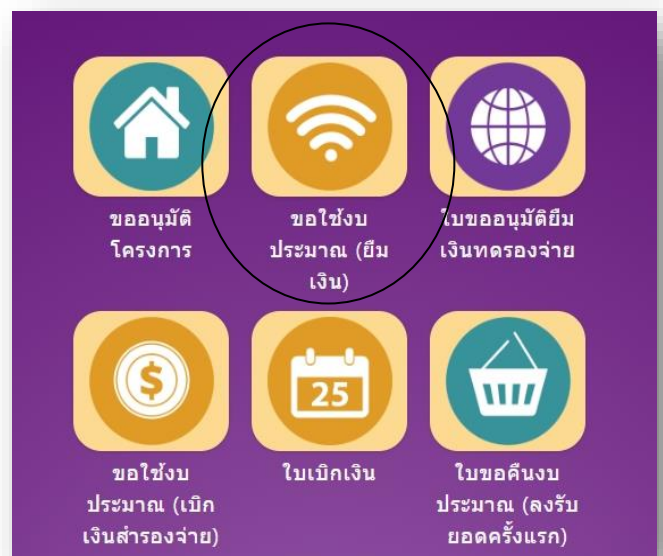 ขออนุมัติ
โครงการ
ขอใช้งบ
ประมาณ (ยืม
เงิน)
ใบขออนุมัติยืม
เงินทดรองจ่าย
$
25
ขอใช้งบ
ประมาณ (เบิก
เงินสำรองจ่าย)
ใบเบิกเงิน
ใบขอคืนงบ
ประมาณ (ลงรับ
ยอดครั้งแรก)